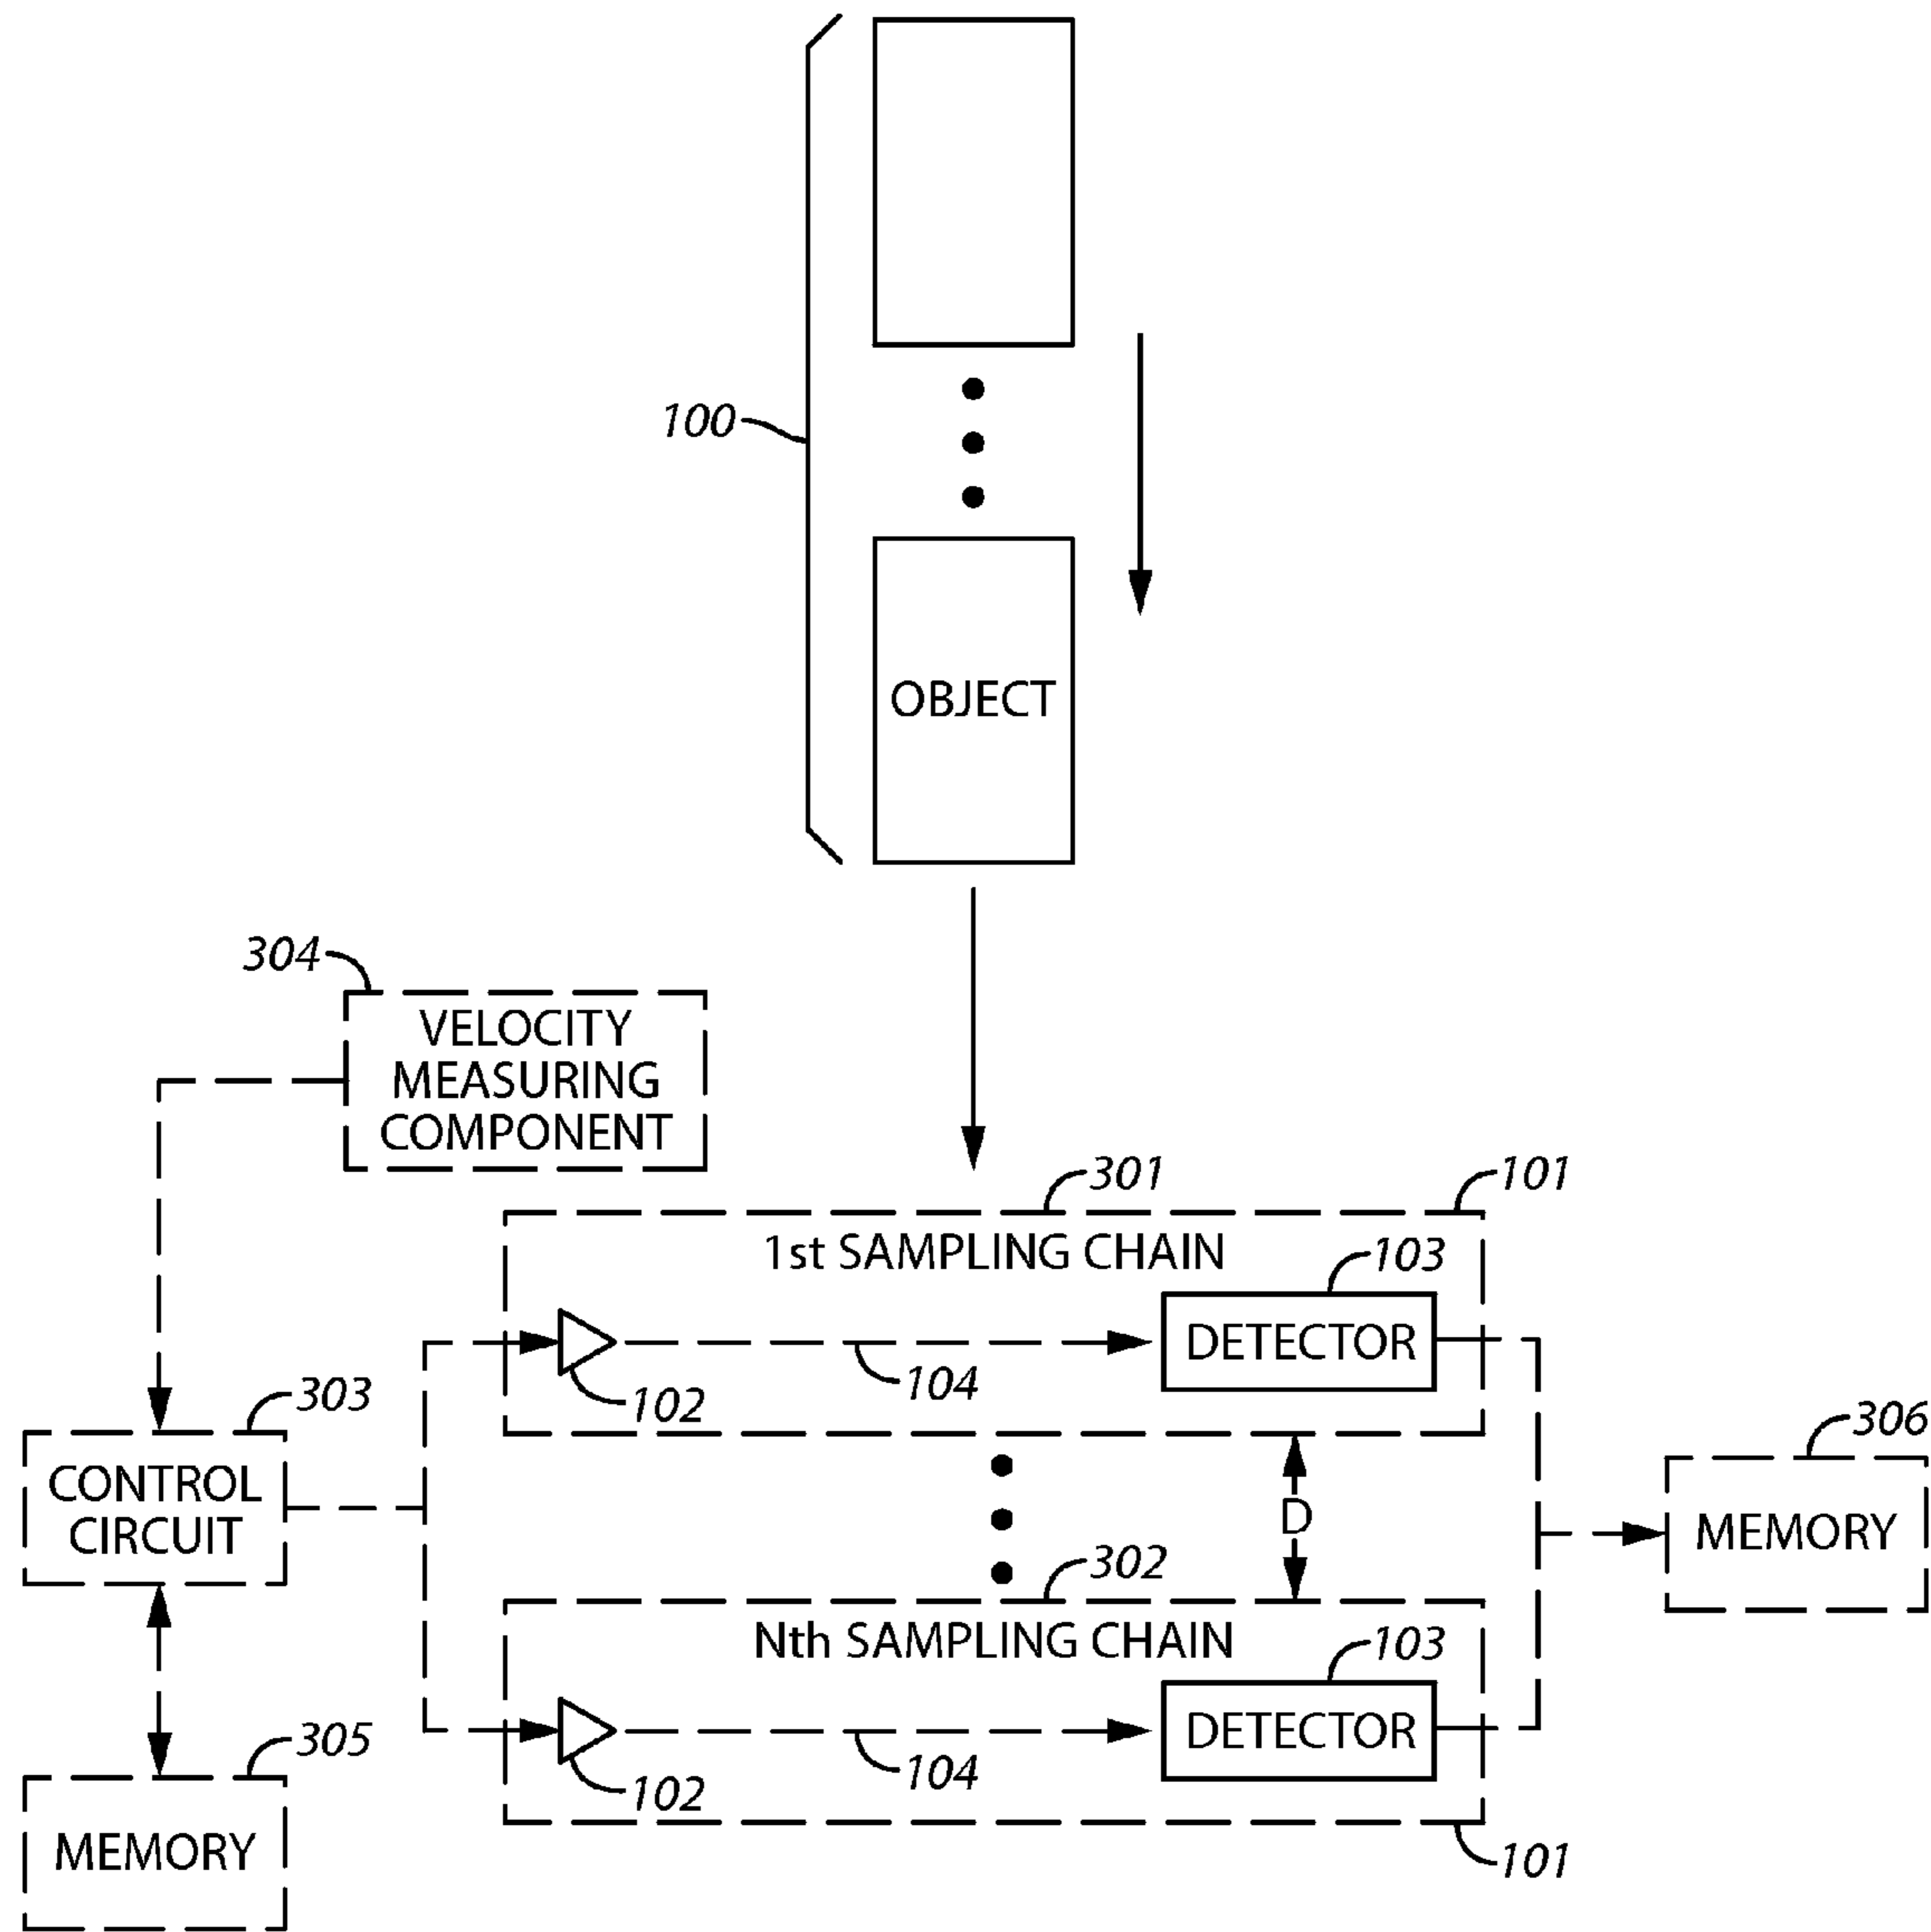 100
OBJECT
304
VELOCITY
MEASURING
COMPONENT
301
101
1st SAMPLING CHAIN
103
DETECTOR
102
104
303
CONTROL
CIRCUIT
D
306
MEMORY
302
Nth SAMPLING CHAIN
103
DETECTOR
102
104
305
MEMORY
101